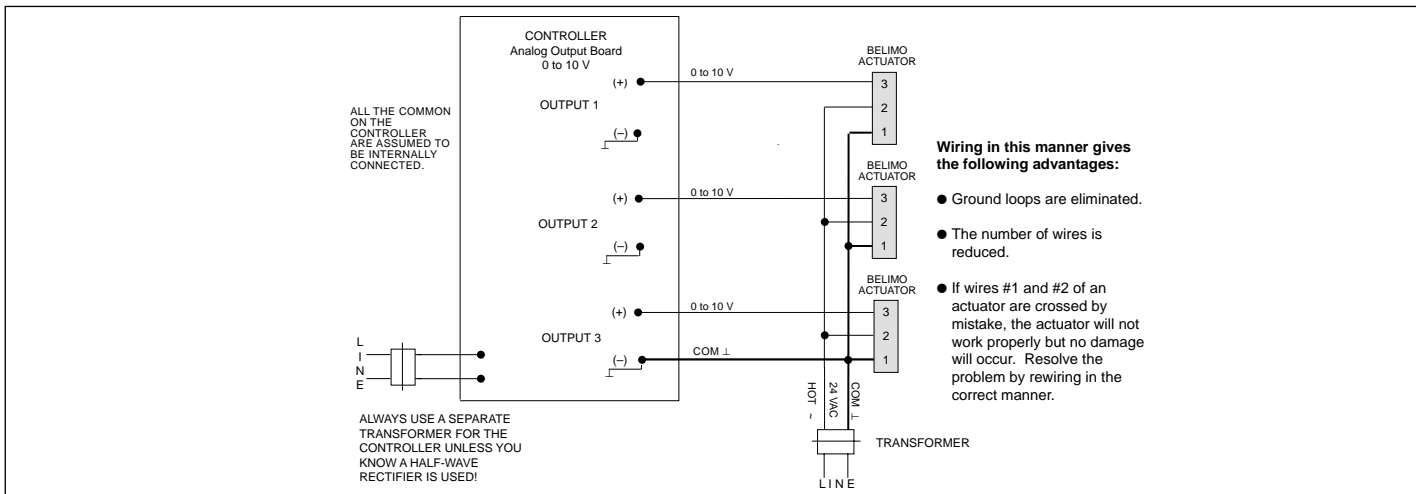 CONTROLLER
Analog Output Board
0 to 10 V
BELIMO
ACTUATOR
(+)
0 to 10 V
3
OUTPUT 1
2
(–)
1
ALL THE COMMON
ON THE
CONTROLLER
ARE ASSUMED TO
BE INTERNALLY
CONNECTED.
BELIMO
ACTUATOR
(+)
0 to 10 V
3
OUTPUT 2
2
(–)
1
BELIMO
ACTUATOR
(+)
0 to 10 V
3
OUTPUT 3
2
(–)
COM ⊥
1
LINE
ALWAYS USE A SEPARATE
TRANSFORMER FOR THE
CONTROLLER UNLESS YOU
KNOW A HALF-WAVE
RECTIFIER IS USED!
HOT ~
24 VAC
COM ⊥
TRANSFORMER
LINE
Wiring in this manner gives
the following advantages:
● Ground loops are eliminated.
● The number of wires is
reduced.
● If wires #1 and #2 of an
actuator are crossed by
mistake, the actuator will not
work properly but no damage
will occur. Resolve the
problem by rewiring in the
correct manner.